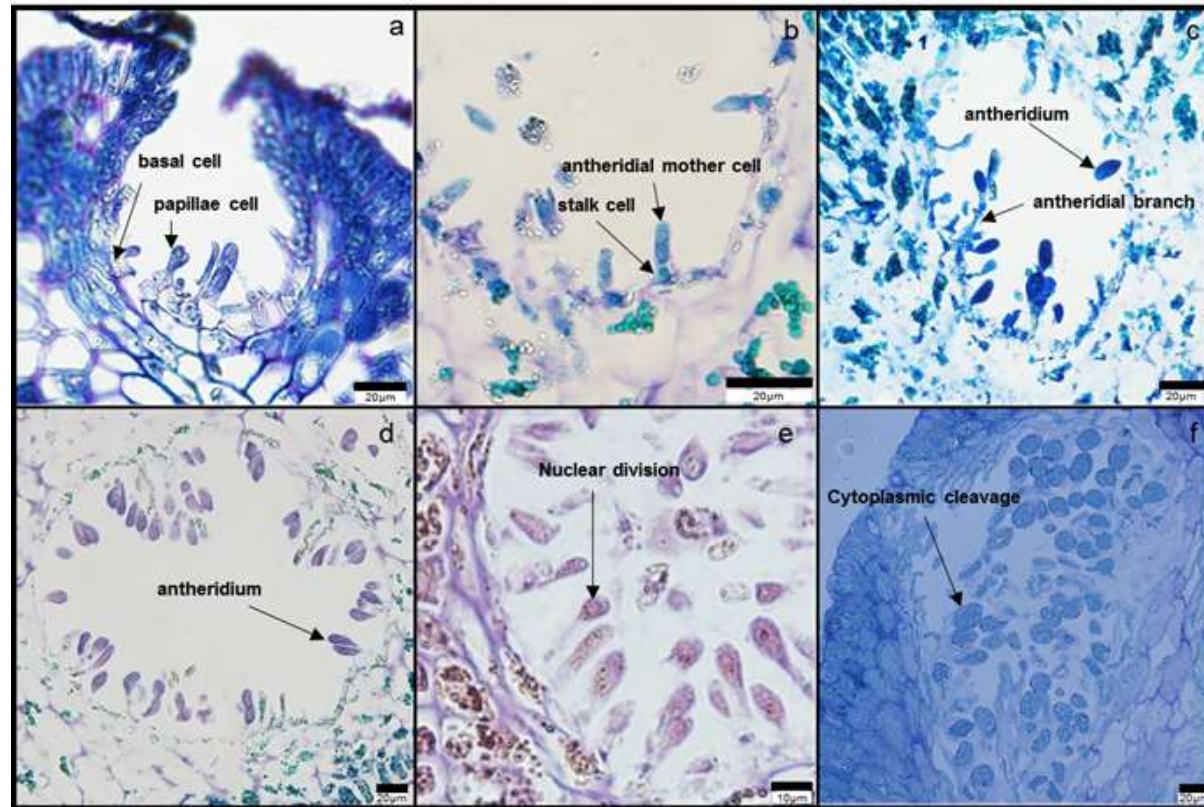 a
basal cell
papillae cell
20μm
b
antheridial mother cell
stalk cell
20μm
c
1
antheridium
antheridial branch
20μm
d
antheridium
20μm
e
Nuclear division
10μm
f
Cytoplasmic cleavage